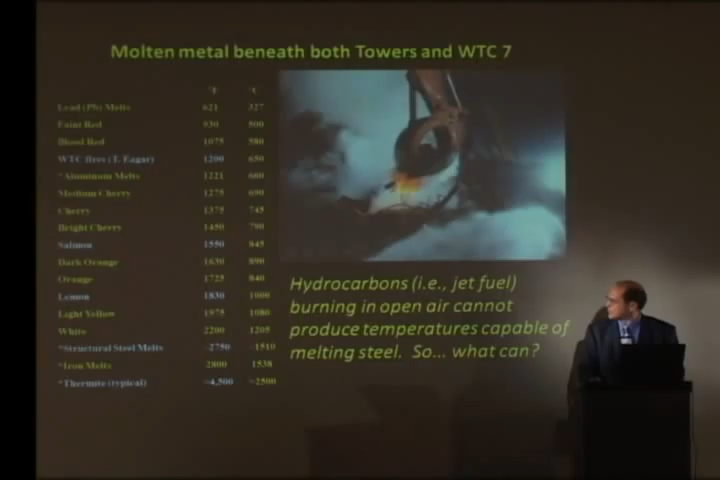 Molten metal beneath both Towers and WTC 7
°F °C
Lead (Pb) Melts 621 327
Faint Red 930 500
Blood Red 1075 580
WTC fires (T. Eagar) 1200 650
*Aluminum Melts 1221 660
Medium Cherry 1275 690
Cherry 1375 745
Bright Cherry 1450 790
Salmon 1550 845
Dark Orange 1630 890
Orange 1725 940
Lemon 1830 1000
Light Yellow 1975 1080
White 2200 1205
*Structural Steel Melts ~2750 ~1510
*Iron Melts 2800 1538
*Thermite (typical) ~4,500 ~2500
Hydrocarbons (i.e., jet fuel)
burning in open air cannot
produce temperatures capable of
melting steel. So... what can?